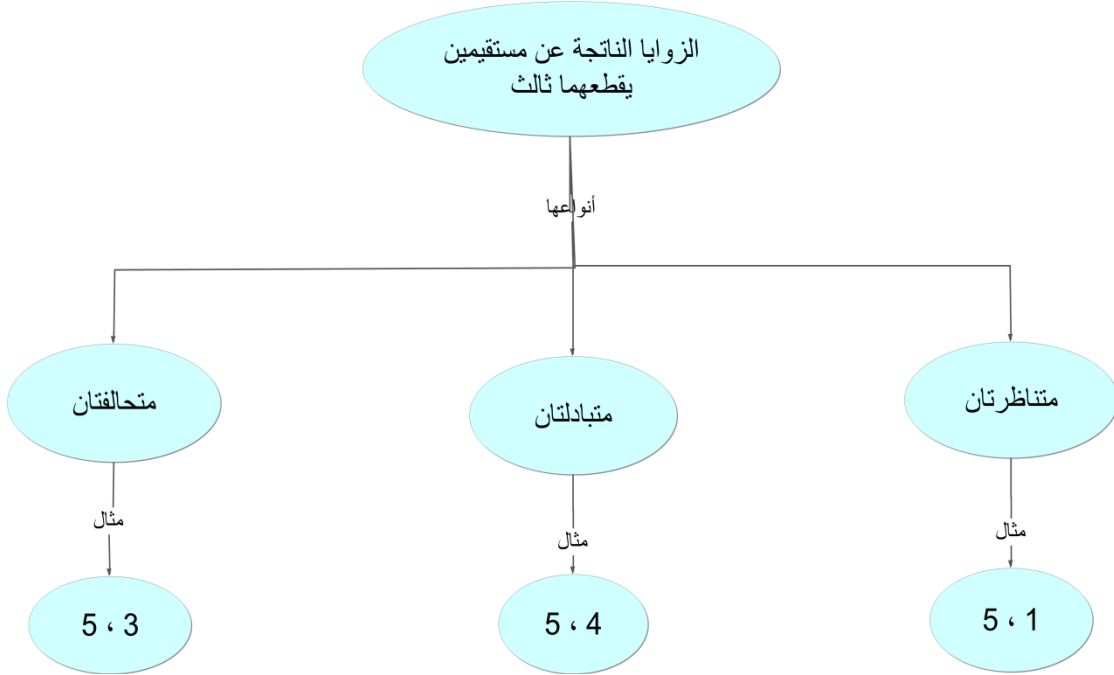 الزوايا الناتجة عن مستقيمين
يقطعهما ثالث
أنواعها
متناظرتان
متبادلتان
متحالفتان
مثال
مثال
مثال
1 ، 5
4 ، 5
3 ، 5